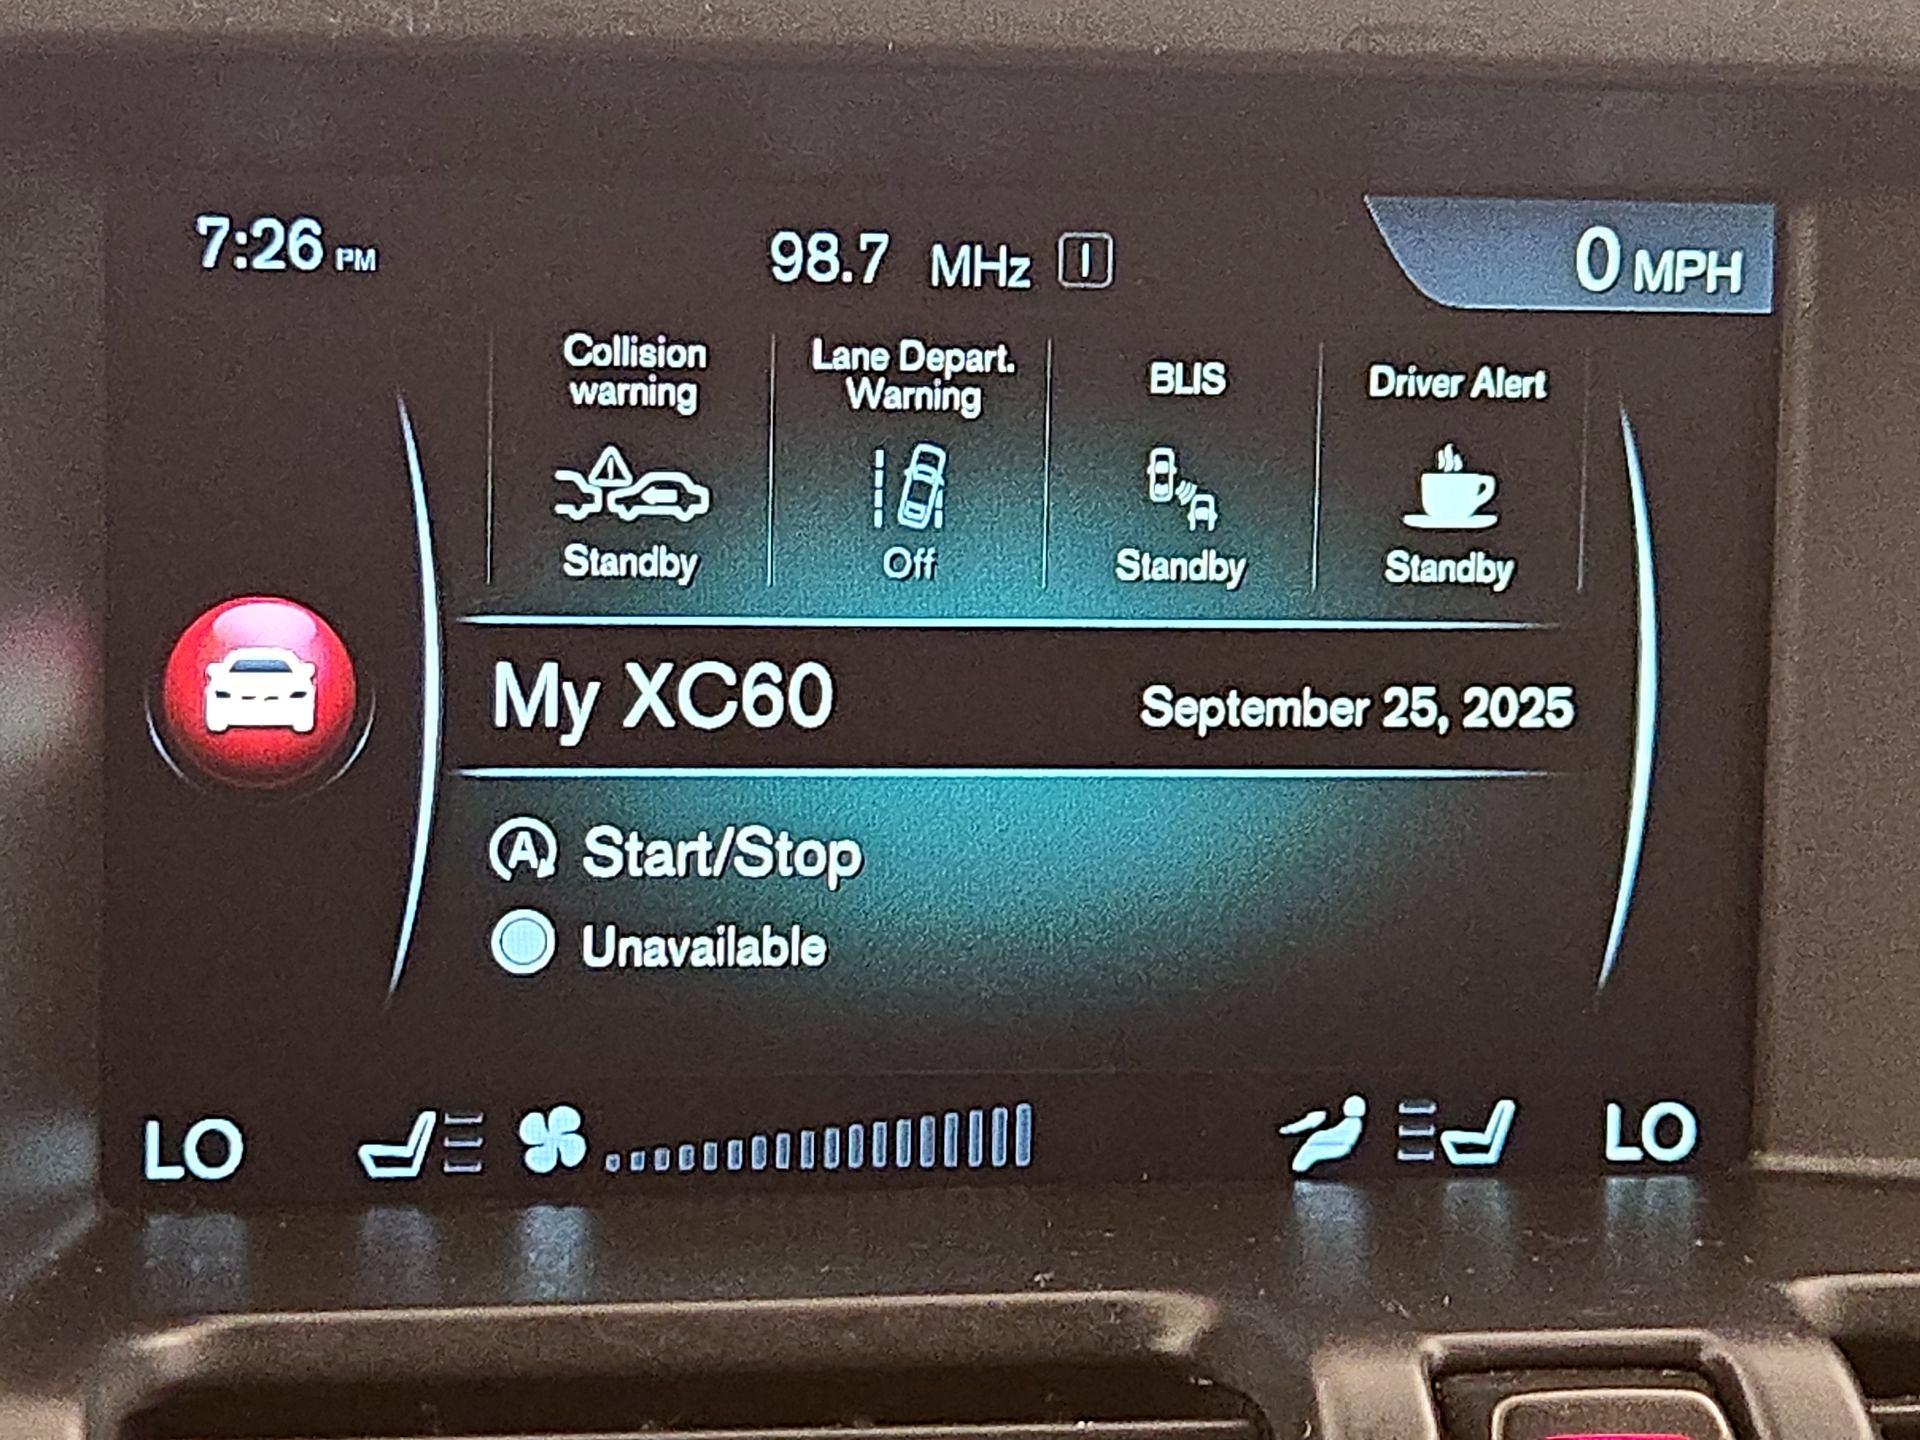 7:26 PM
98.7 MHz I
0 MPH
Collision
warning
Standby
Lane Depart.
Warning
Off
BLIS
Standby
Driver Alert
Standby
My XC60
September 25, 2025
A Start/Stop
Unavailable
LO
LO